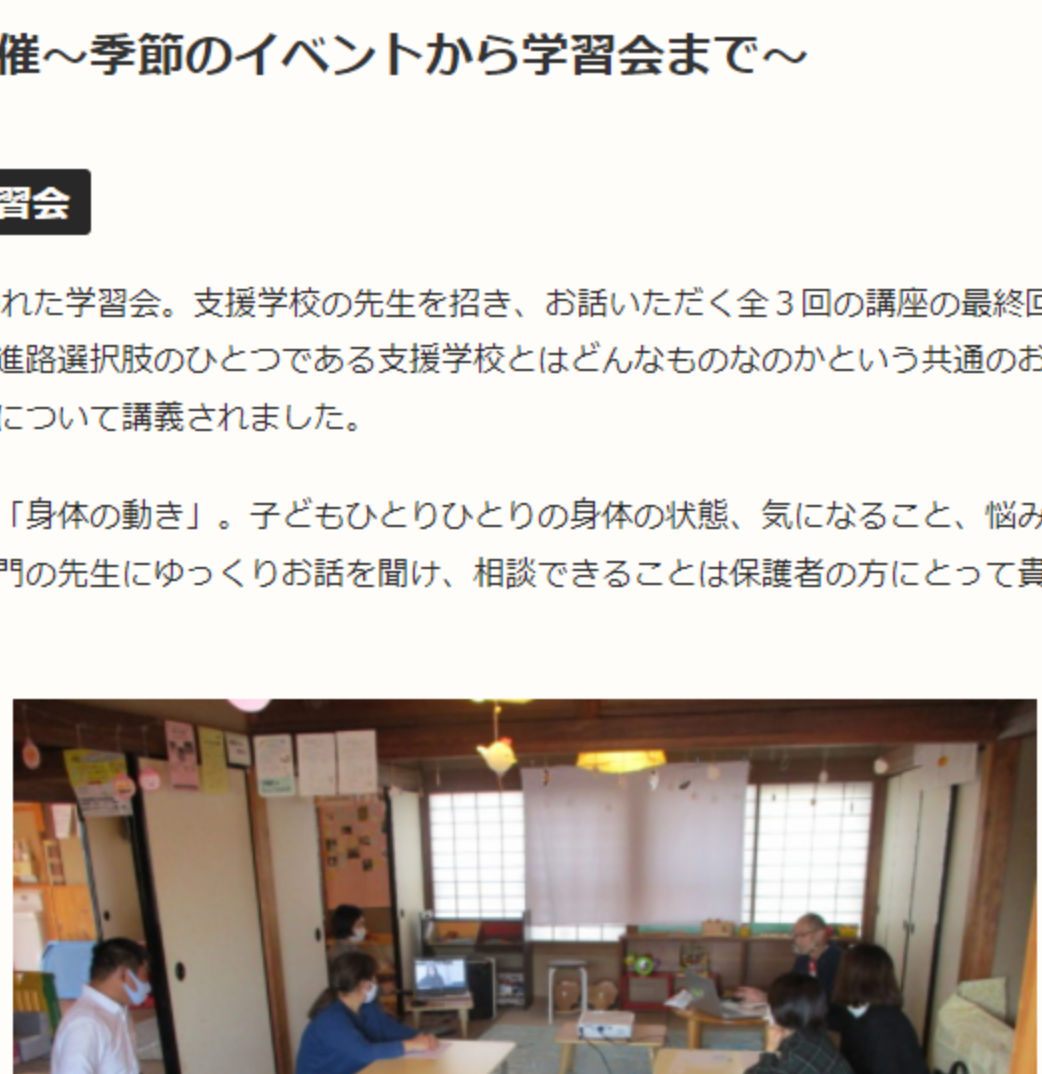 催～季節のイベントから学習会まで～
習会
れた学習会。支援学校の先生を招き、お話いただく全３回の講座の最終回
進路選択肢のひとつである支援学校とはどんなものなのかという共通のお
について講義されました。
「身体の動き」。子どもひとりひとりの身体の状態、気になること、悩み
門の先生にゆっくりお話を聞け、相談できることは保護者の方にとって貴